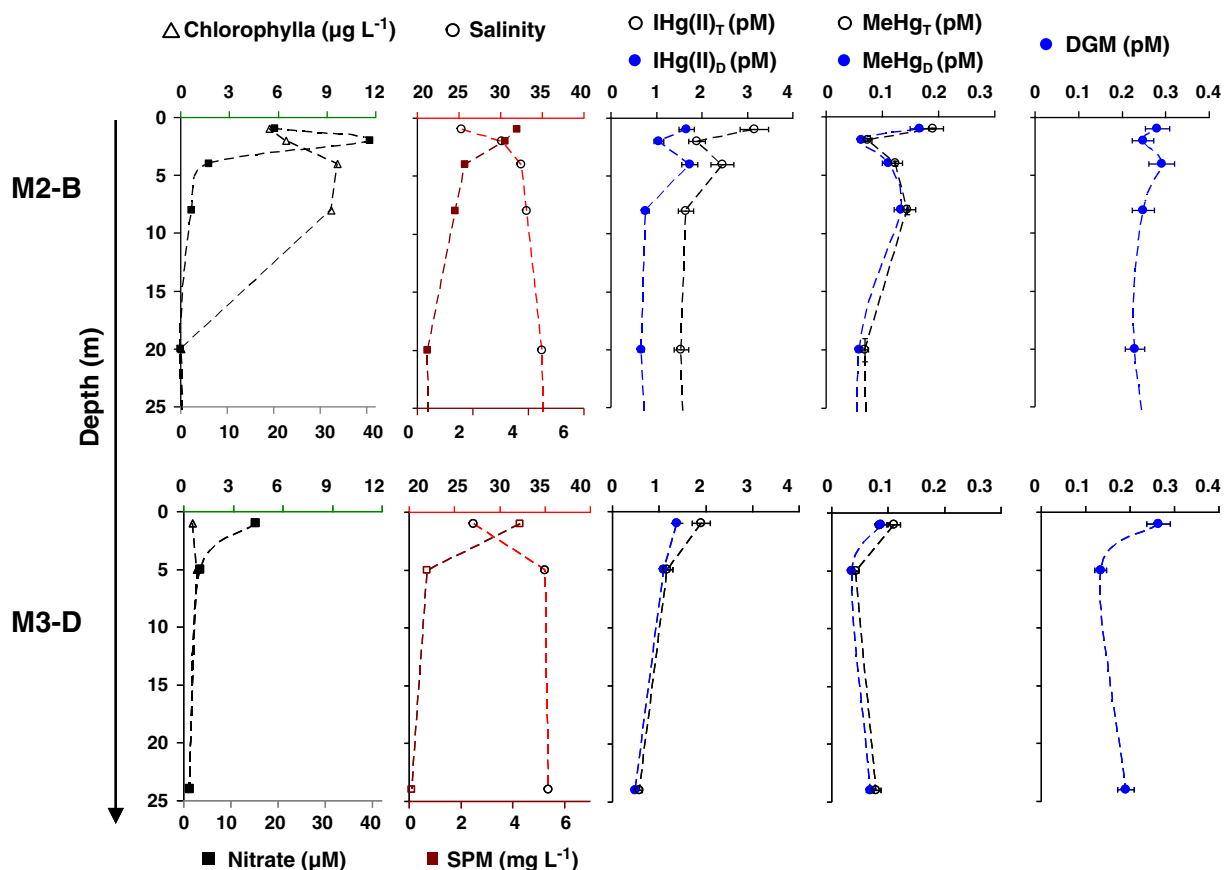 Chlorophylla (µg L⁻¹) Salinity IHg(II)T (pM) MeHgT (pM)
IHg(II)D (pM) MeHgD (pM) DGM (pM)
0 3 6 9 12 20 25 30 35 40 0 1 2 3 4 0 0.1 0.2 0.3 0 0.1 0.2 0.3 0.4
0
5
M2-B
10
15
20
25
0 10 20 30 40 0 2 4 6
Depth (m)
0 3 6 9 12 20 25 30 35 40 0 1 2 3 4 0 0.1 0.2 0.3 0 0.1 0.2 0.3 0.4
0
5
M3-D
10
15
20
25
0 10 20 30 40 0 2 4 6
Nitrate (µM) SPM (mg L⁻¹)